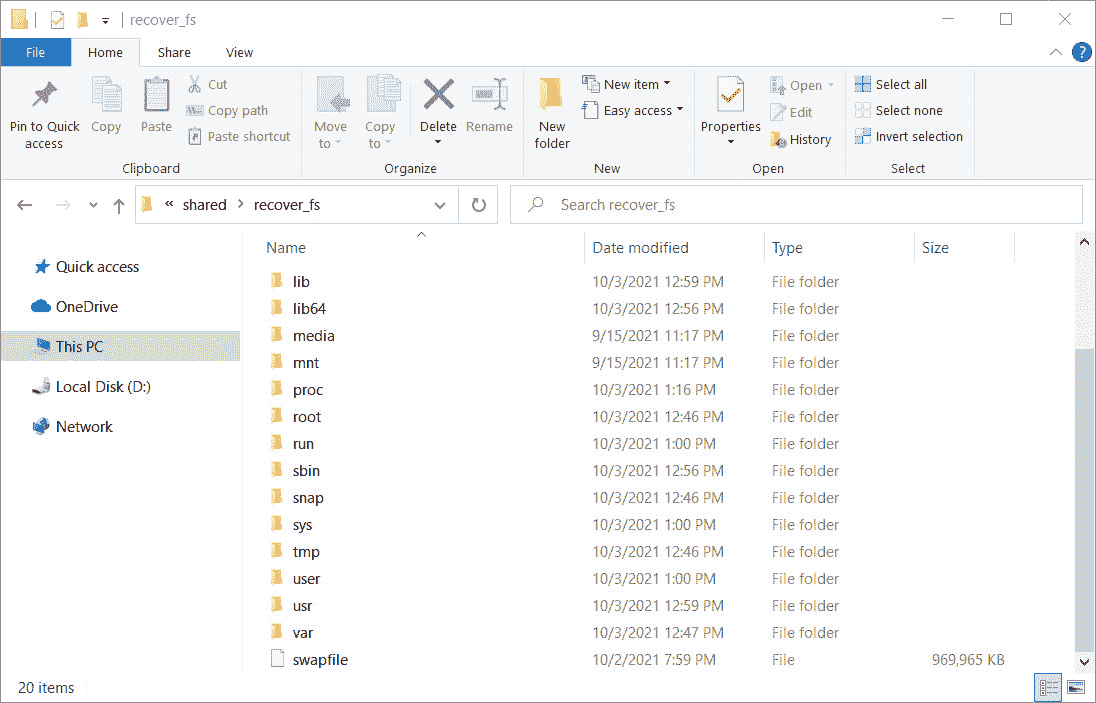 recover_fs
File Home Share View
Pin to Quick access
Copy
Paste
Cut
Copy path
Paste shortcut
Clipboard
Move to
Copy to
Delete
Rename
Organize
New folder
New item
Easy access
New
Properties
Open
Edit
History
Open
Select all
Select none
Invert selection
Select
« shared > recover_fs
Search recover_fs
Quick access
OneDrive
This PC
Local Disk (D:)
Network
Name Date modified Type Size
lib 10/3/2021 12:59 PM File folder
lib64 10/3/2021 12:56 PM File folder
media 9/15/2021 11:17 PM File folder
mnt 9/15/2021 11:17 PM File folder
proc 10/3/2021 1:16 PM File folder
root 10/3/2021 12:46 PM File folder
run 10/3/2021 1:00 PM File folder
sbin 10/3/2021 12:56 PM File folder
snap 10/3/2021 12:46 PM File folder
sys 10/3/2021 1:00 PM File folder
tmp 10/3/2021 12:46 PM File folder
user 10/3/2021 1:00 PM File folder
usr 10/3/2021 12:59 PM File folder
var 10/3/2021 12:47 PM File folder
swapfile 10/2/2021 7:59 PM File 969,965 KB
20 items